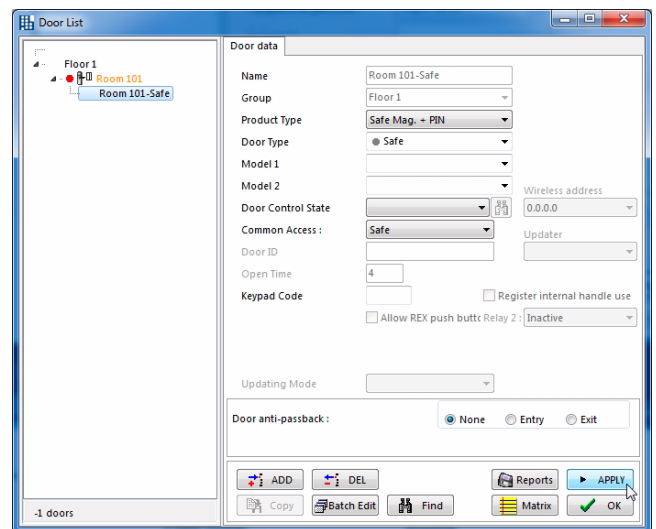 Door List
Floor 1
Room 101
Room 101-Safe
-1 doors
Door data
Name Room 101-Safe
Group Floor 1
Product Type Safe Mag. + PIN
Door Type Safe
Model 1
Model 2
Wireless address
Door Control State 0.0.0.0
Common Access : Safe
Updater
Door ID
Open Time 4
Keypad Code Register internal handle use
Allow REX push buttc Relay 2 : Inactive
Updating Mode
Door anti-passback : None Entry Exit
ADD DEL Reports APPLY
Copy Batch Edit Find Matrix OK